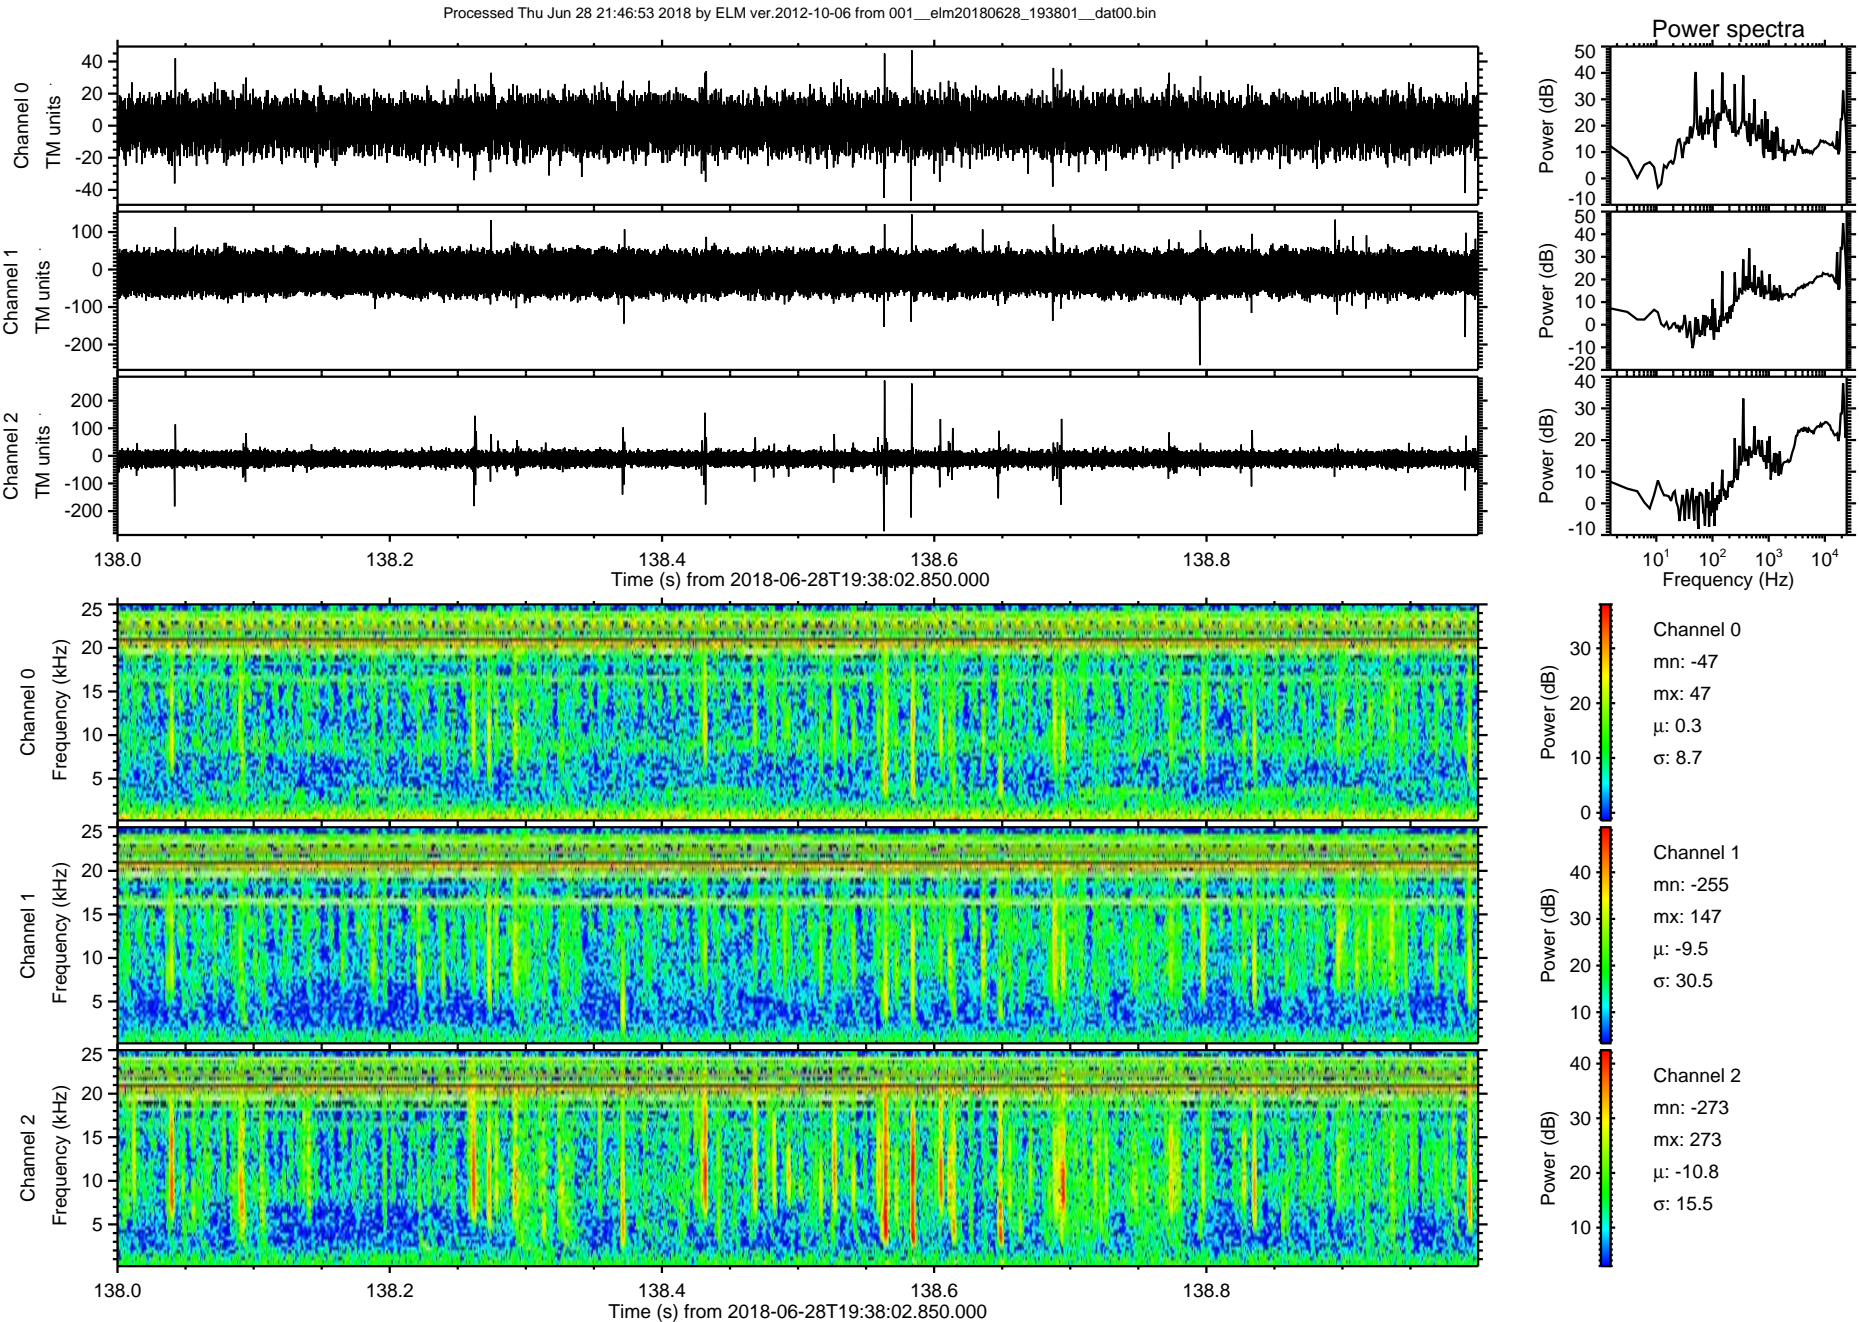 Processed Thu Jun 28 21:46:53 2018 by ELM ver.2012-10-06 from 001__elm20180628_193801__dat00.bin
Power spectra
Channel 0
TM units
40
20
0
-20
-40
Power (dB)
50
40
30
20
10
0
-10
Channel 1
TM units
100
0
-100
-200
Power (dB)
50
40
30
20
10
0
-10
-20
Channel 2
TM units
200
100
0
-100
-200
Power (dB)
40
30
20
10
0
-10
138.0 138.2 138.4 138.6 138.8
Time (s) from 2018-06-28T19:38:02.850.000
10^1 10^2 10^3 10^4
Frequency (Hz)
Channel 0
Frequency (kHz)
25
20
15
10
5
Power (dB)
30
20
10
0
Channel 0
mn: -47
mx: 47
µ: 0.3
σ: 8.7
Channel 1
Frequency (kHz)
25
20
15
10
5
Power (dB)
40
30
20
10
Channel 1
mn: -255
mx: 147
µ: -9.5
σ: 30.5
Channel 2
Frequency (kHz)
25
20
15
10
5
Power (dB)
40
30
20
10
Channel 2
mn: -273
mx: 273
µ: -10.8
σ: 15.5
138.0 138.2 138.4 138.6 138.8
Time (s) from 2018-06-28T19:38:02.850.000